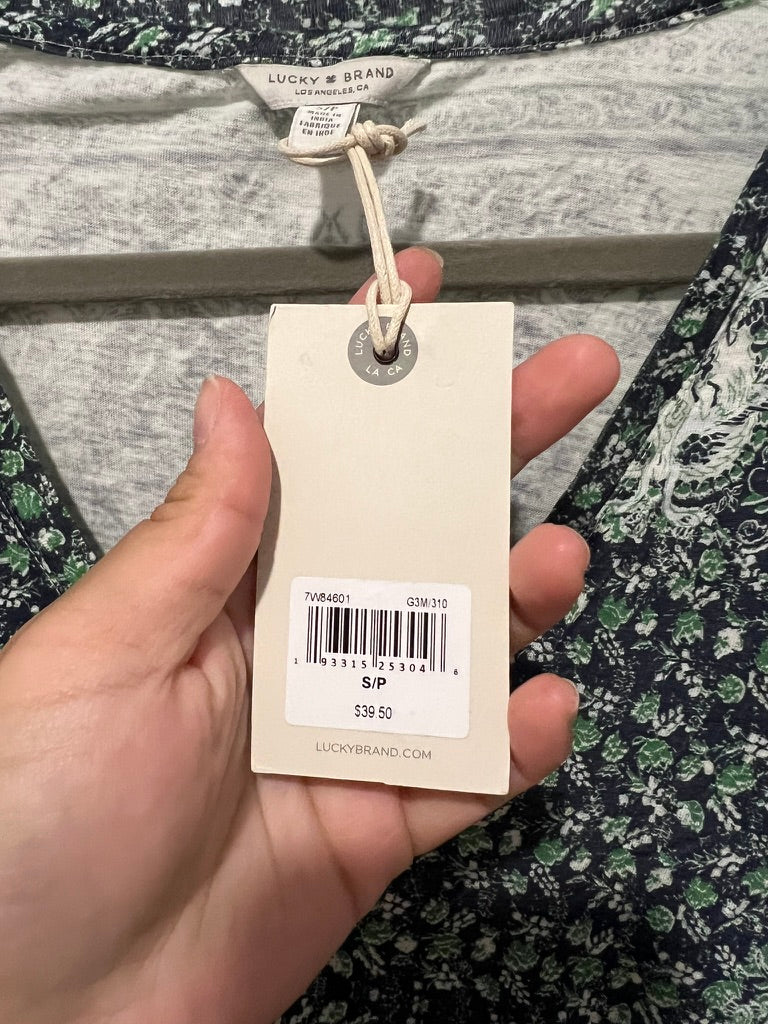 LUCKY BRAND
LOS ANGELES, CA
S/P
MADE IN
INDIA
FABRIQUE
EN INDE
LUCKY BRAND
LA CA
7W84601 G3M/310
1 93315 25304 6
S/P
$39.50
LUCKYBRAND.COM